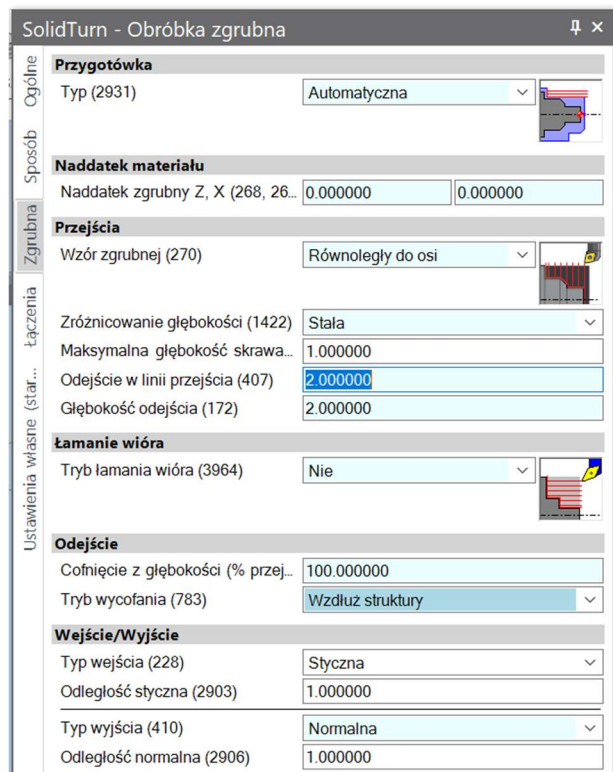 SolidTurn - Obróbka zgrubna
Ogólne
Sposób
Zgrubna
Łączenia
Ustawienia własne (star...
Przygotówka
Typ (2931) Automatyczna
Naddatek materiału
Naddatek zgrubny Z, X (268, 26... 0.000000 0.000000
Przejścia
Wzór zgrubnej (270) Równoległy do osi
Zróżnicowanie głębokości (1422) Stała
Maksymalna głębokość skrawa... 1.000000
Odejście w linii przejścia (407) 2.000000
Głębokość odejścia (172) 2.000000
Łamanie wióra
Tryb łamania wióra (3964) Nie
Odejście
Cofnięcie z głębokości (% przej... 100.000000
Tryb wycofania (783) Wzdłuż struktury
Wejście/Wyjście
Typ wejścia (228) Styczna
Odległość styczna (2903) 1.000000
Typ wyjścia (410) Normalna
Odległość normalna (2906) 1.000000